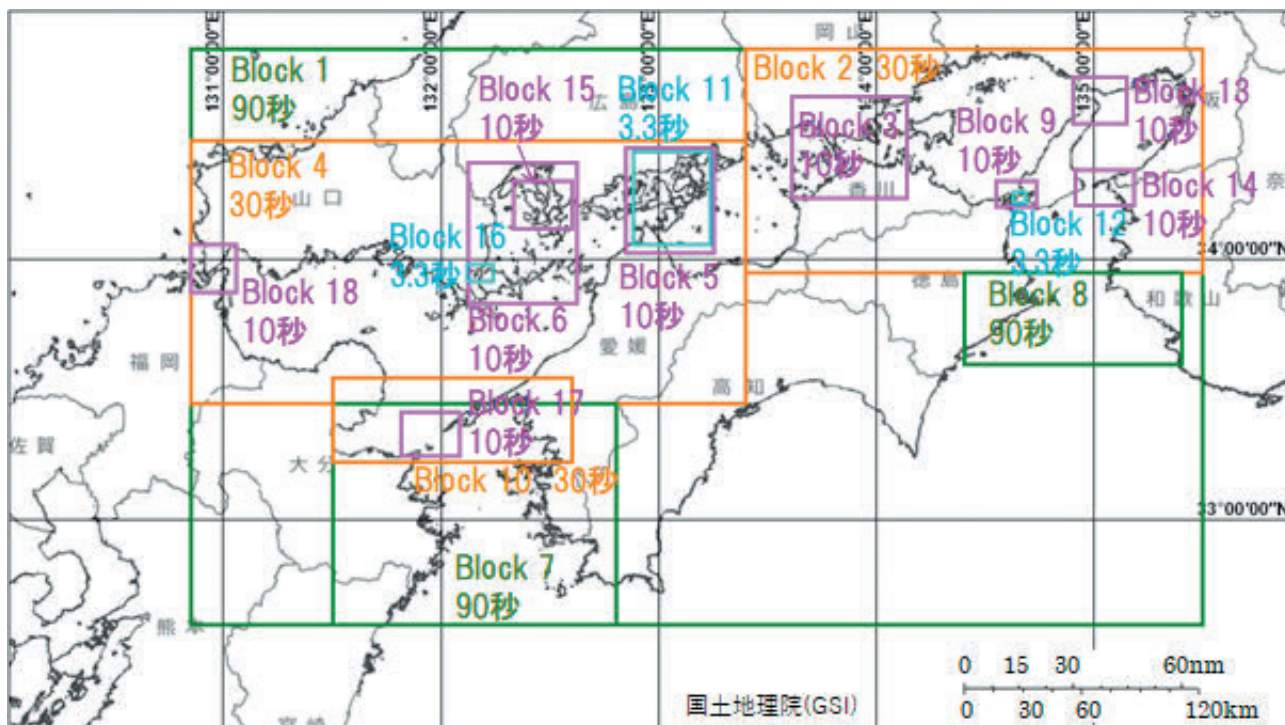 131°00'00"E
132°00'00"E
134°00'00"E
135°00'00"E
34°00'00"N
33°00'00"N
Block 1
90秒
Block 15
10秒
広島
Block 11
3.3秒
岡山
Block 2 30秒
Block 3
10秒
香川
Block 9
10秒
Block 13
10秒
阪
Block 4
30秒
山口
Block 16
3.3秒
Block 12
3.3秒
Block 14
10秒
奈
Block 18
10秒
Block 6
10秒
Block 5
10秒
愛媛
徳島
Block 8
90秒
和歌山
福岡
高知
佐賀
大分
Block 17
10秒
Block 10 30秒
Block 7
90秒
熊本
宮崎
国土地理院(GSI)
0 15 30 60nm
0 30 60 120km